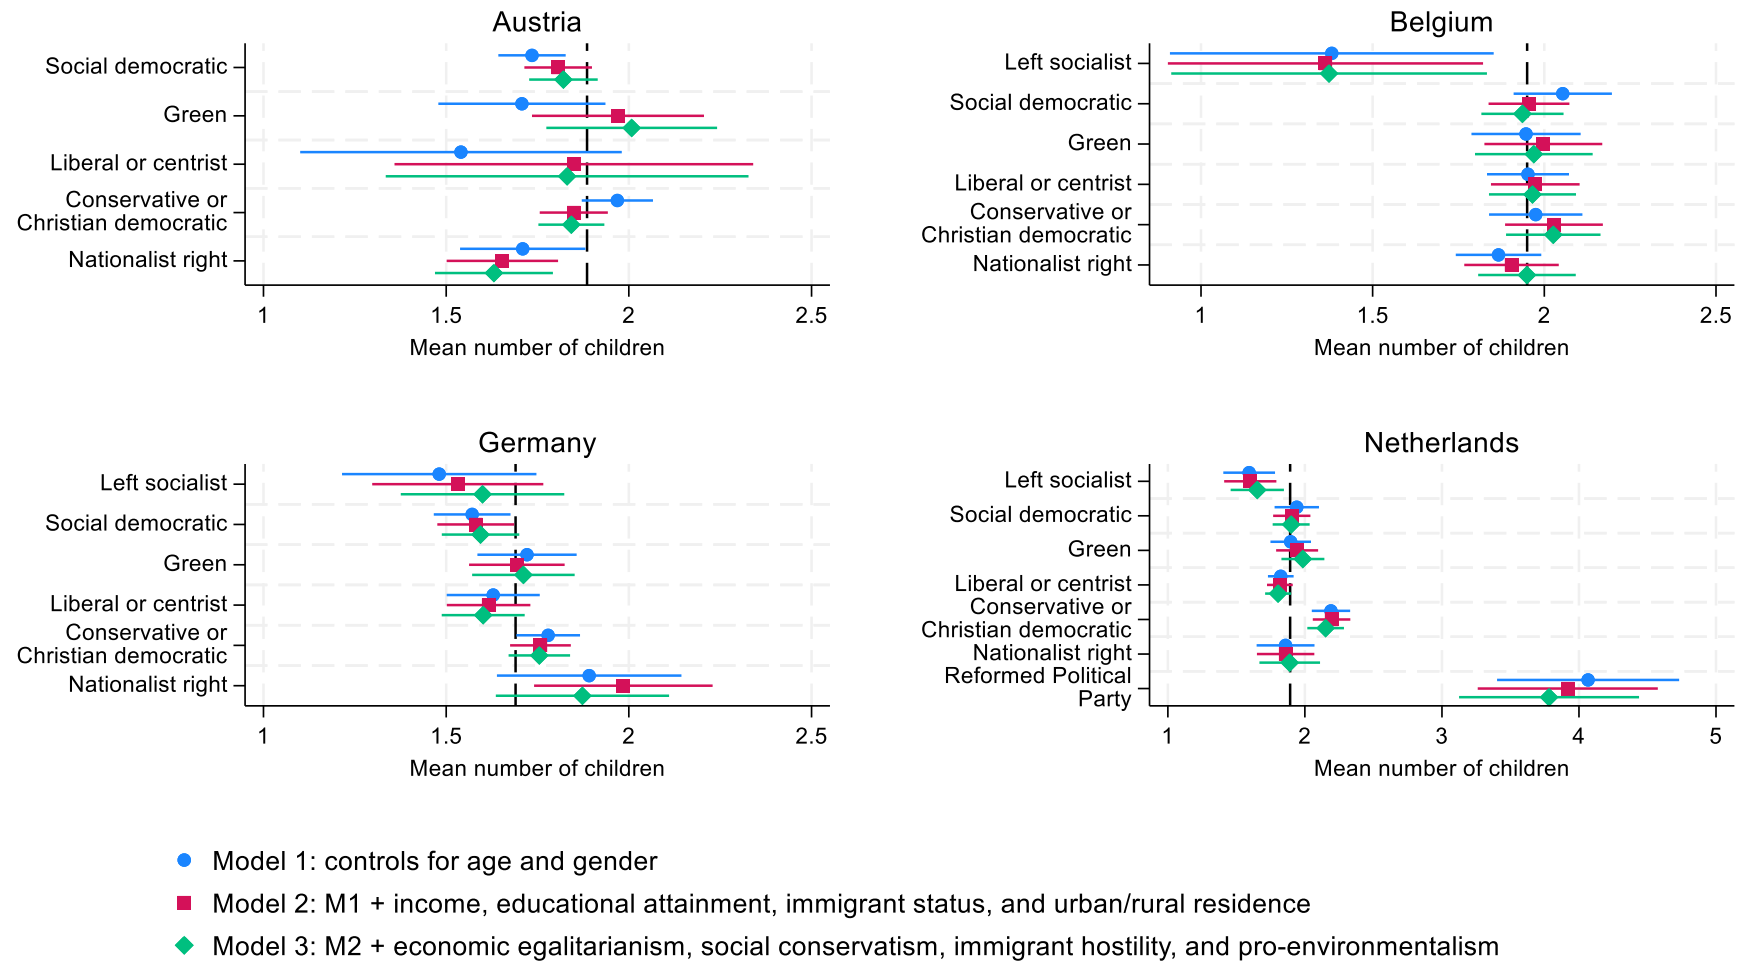 Austria
Social democratic
Green
Liberal or centrist
Conservative or
Christian democratic
Nationalist right
1 1.5 2 2.5
Mean number of children
Belgium
Left socialist
Social democratic
Green
Liberal or centrist
Conservative or
Christian democratic
Nationalist right
1 1.5 2 2.5
Mean number of children
Germany
Left socialist
Social democratic
Green
Liberal or centrist
Conservative or
Christian democratic
Nationalist right
1 1.5 2 2.5
Mean number of children
Netherlands
Left socialist
Social democratic
Green
Liberal or centrist
Conservative or
Christian democratic
Nationalist right
Reformed Political
Party
1 2 3 4 5
Mean number of children
Model 1: controls for age and gender
Model 2: M1 + income, educational attainment, immigrant status, and urban/rural residence
Model 3: M2 + economic egalitarianism, social conservatism, immigrant hostility, and pro-environmentalism